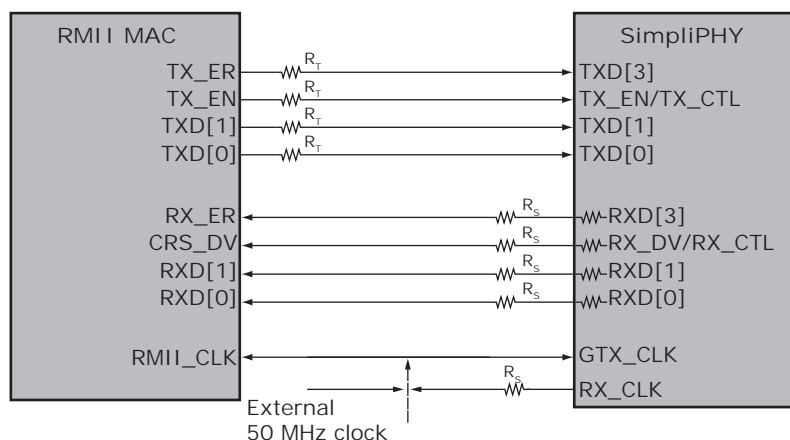 RMII MAC
SimpliPHY
TX_ER
R_T
TXD[3]
TX_EN
R_T
TX_EN/TX_CTL
TXD[1]
R_T
TXD[1]
TXD[0]
R_T
TXD[0]
RX_ER
R_S
RXD[3]
CRS_DV
R_S
RX_DV/RX_CTL
RXD[1]
R_S
RXD[1]
RXD[0]
R_S
RXD[0]
RMII_CLK
GTX_CLK
R_S
RX_CLK
External
50 MHz clock